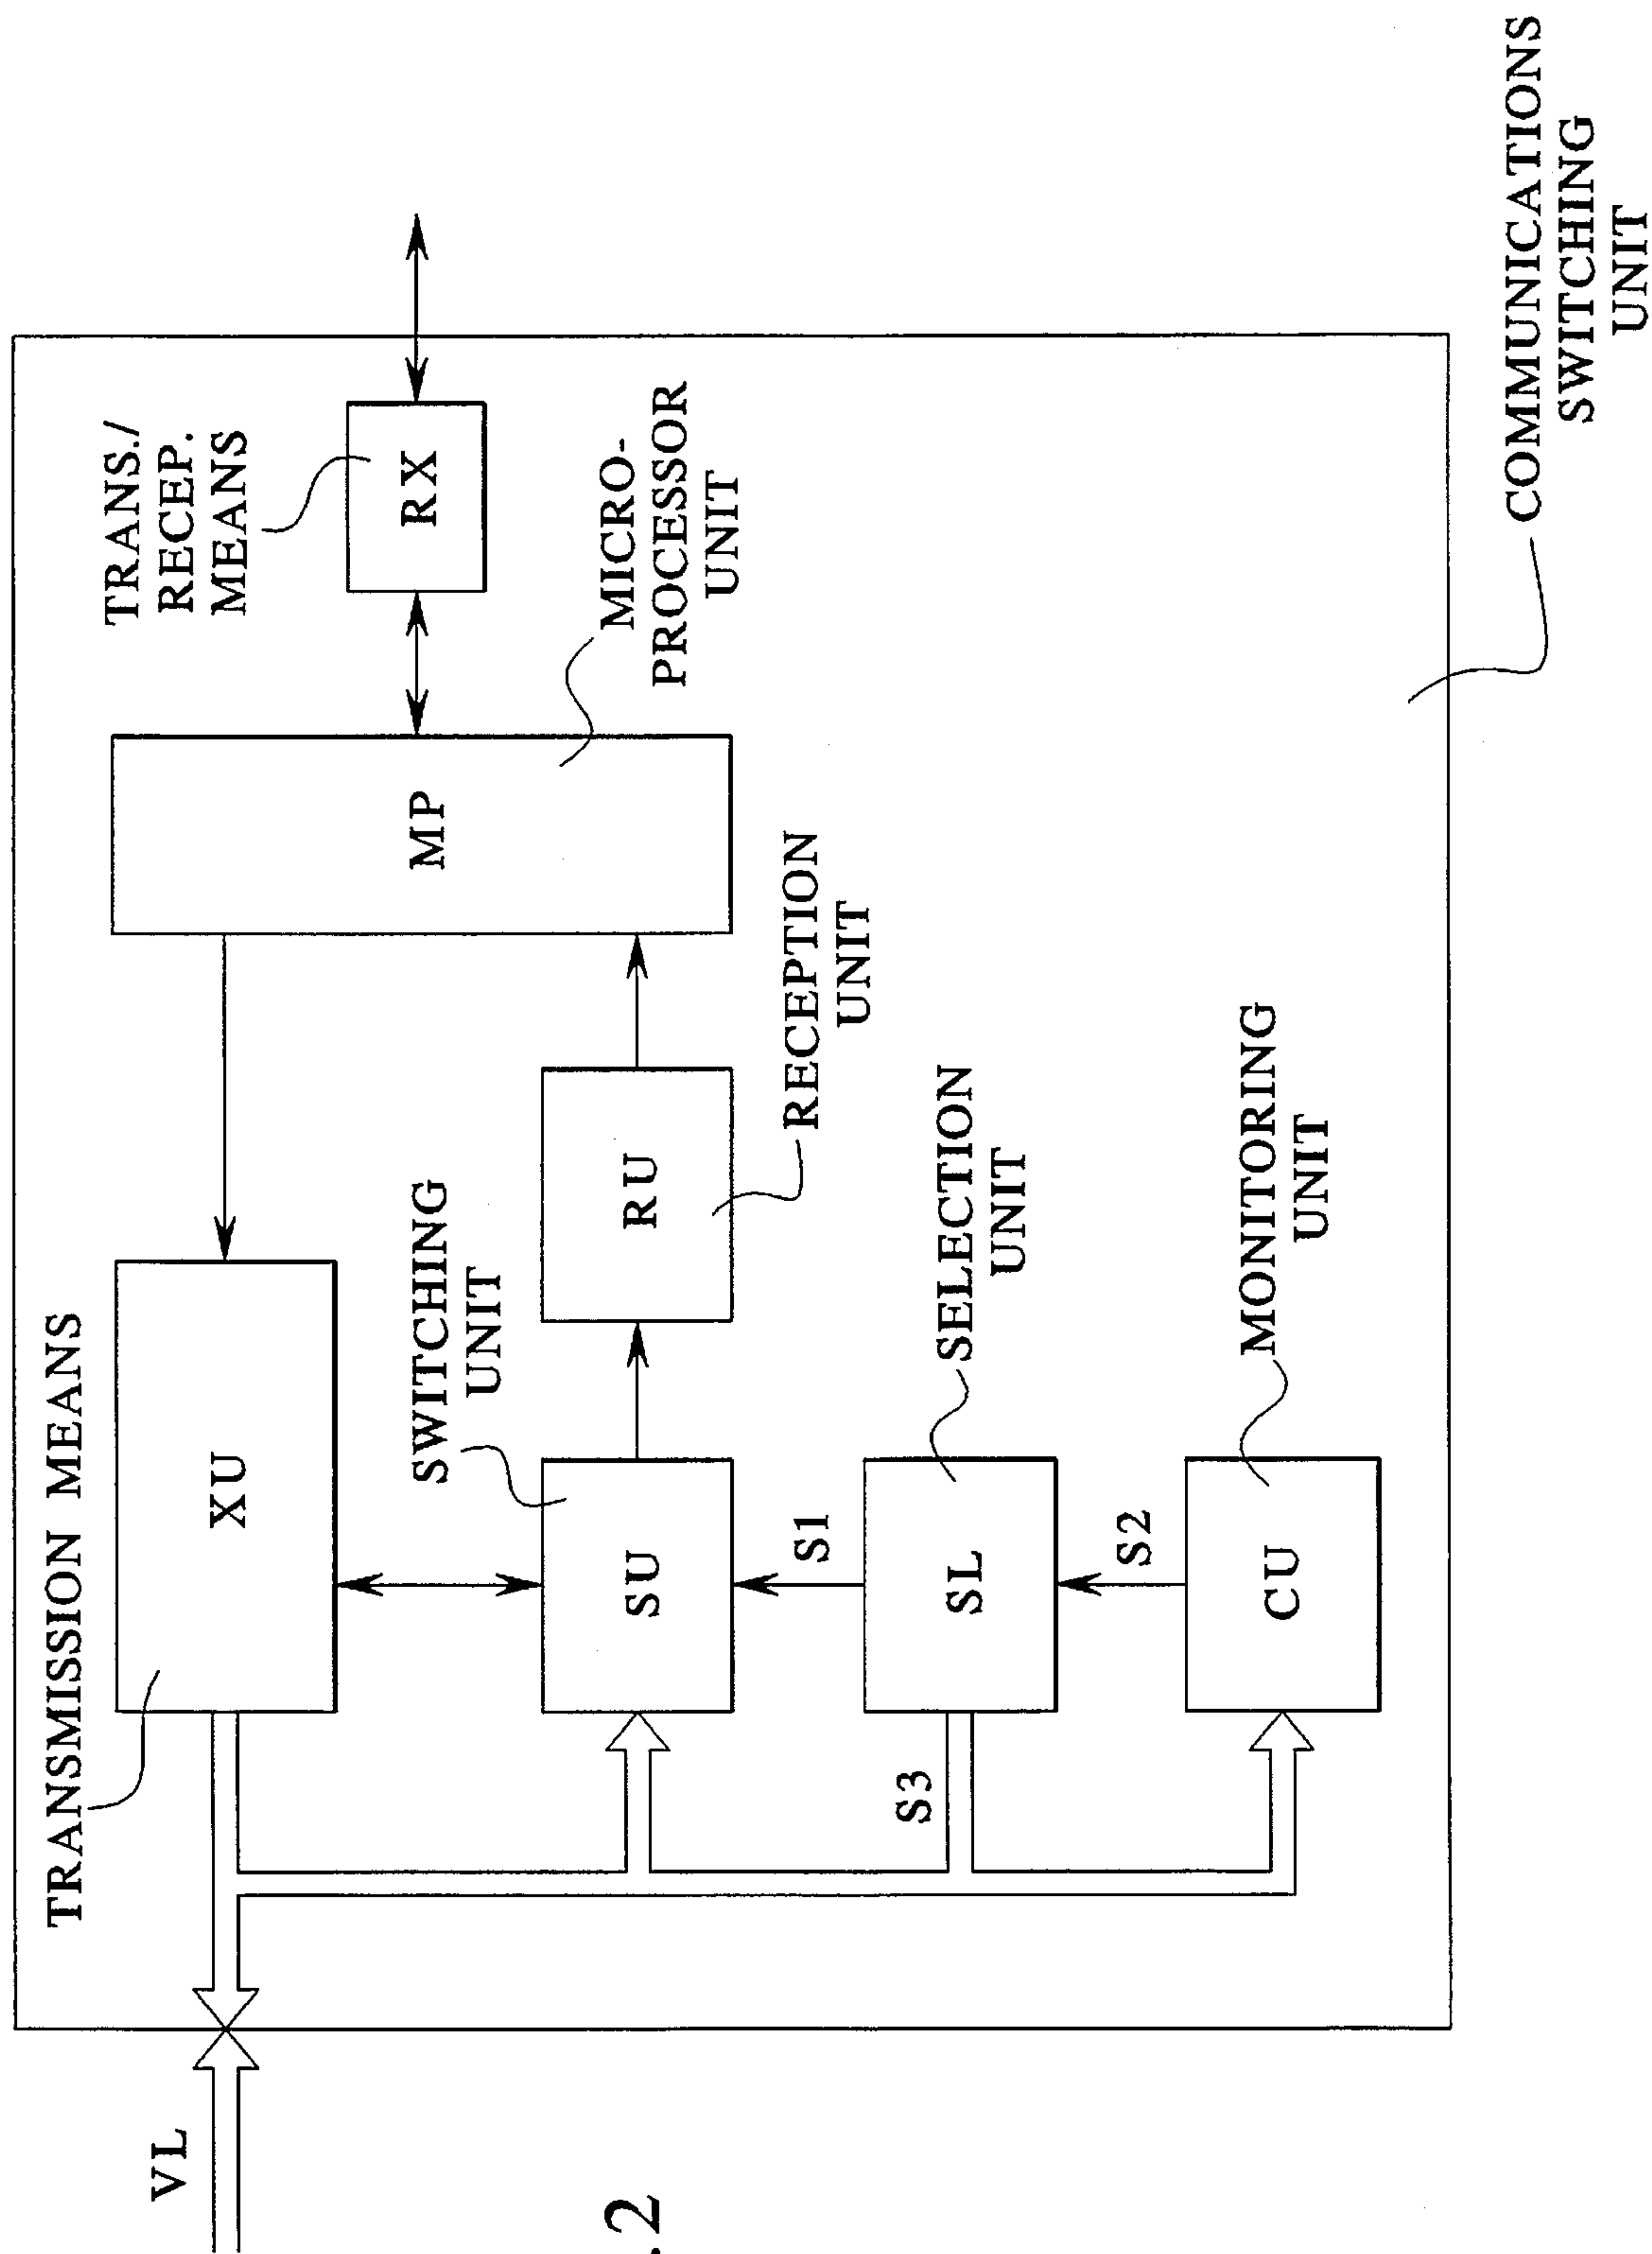 VL
TRANSMISSION MEANS
XU
SWITCHING
UNIT
SU
RU
RECEPTION
UNIT
MP
MICRO-
PROCESSOR
UNIT
TRANS./
RECEP.
MEANS
RX
S1
SL
SELECTION
UNIT
S3
S2
CU
MONITORING
UNIT
COMMUNICATIONS
SWITCHING
UNIT
.2